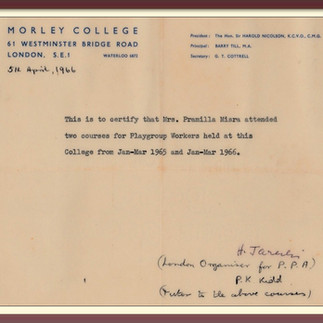 MORLEY COLLEGE
61 WESTMINSTER BRIDGE ROAD
LONDON, S.E.1 WATERLOO 6872
President: The Hon. Sir HAROLD NICOLSON, K.C.V.O., C.M.G.
Principal: BARRY TILL, M.A.
Secretary: G. T. COTTRELL
5th April, 1966
This is to certify that Mrs. Pramilla Misra attended
two courses for Playgroup Workers held at this
College from Jan-Mar 1965 and Jan-Mar 1966.
H.
(London Organiser for P.P.A)
P.K. Kidd
(Tutor to the above courses)